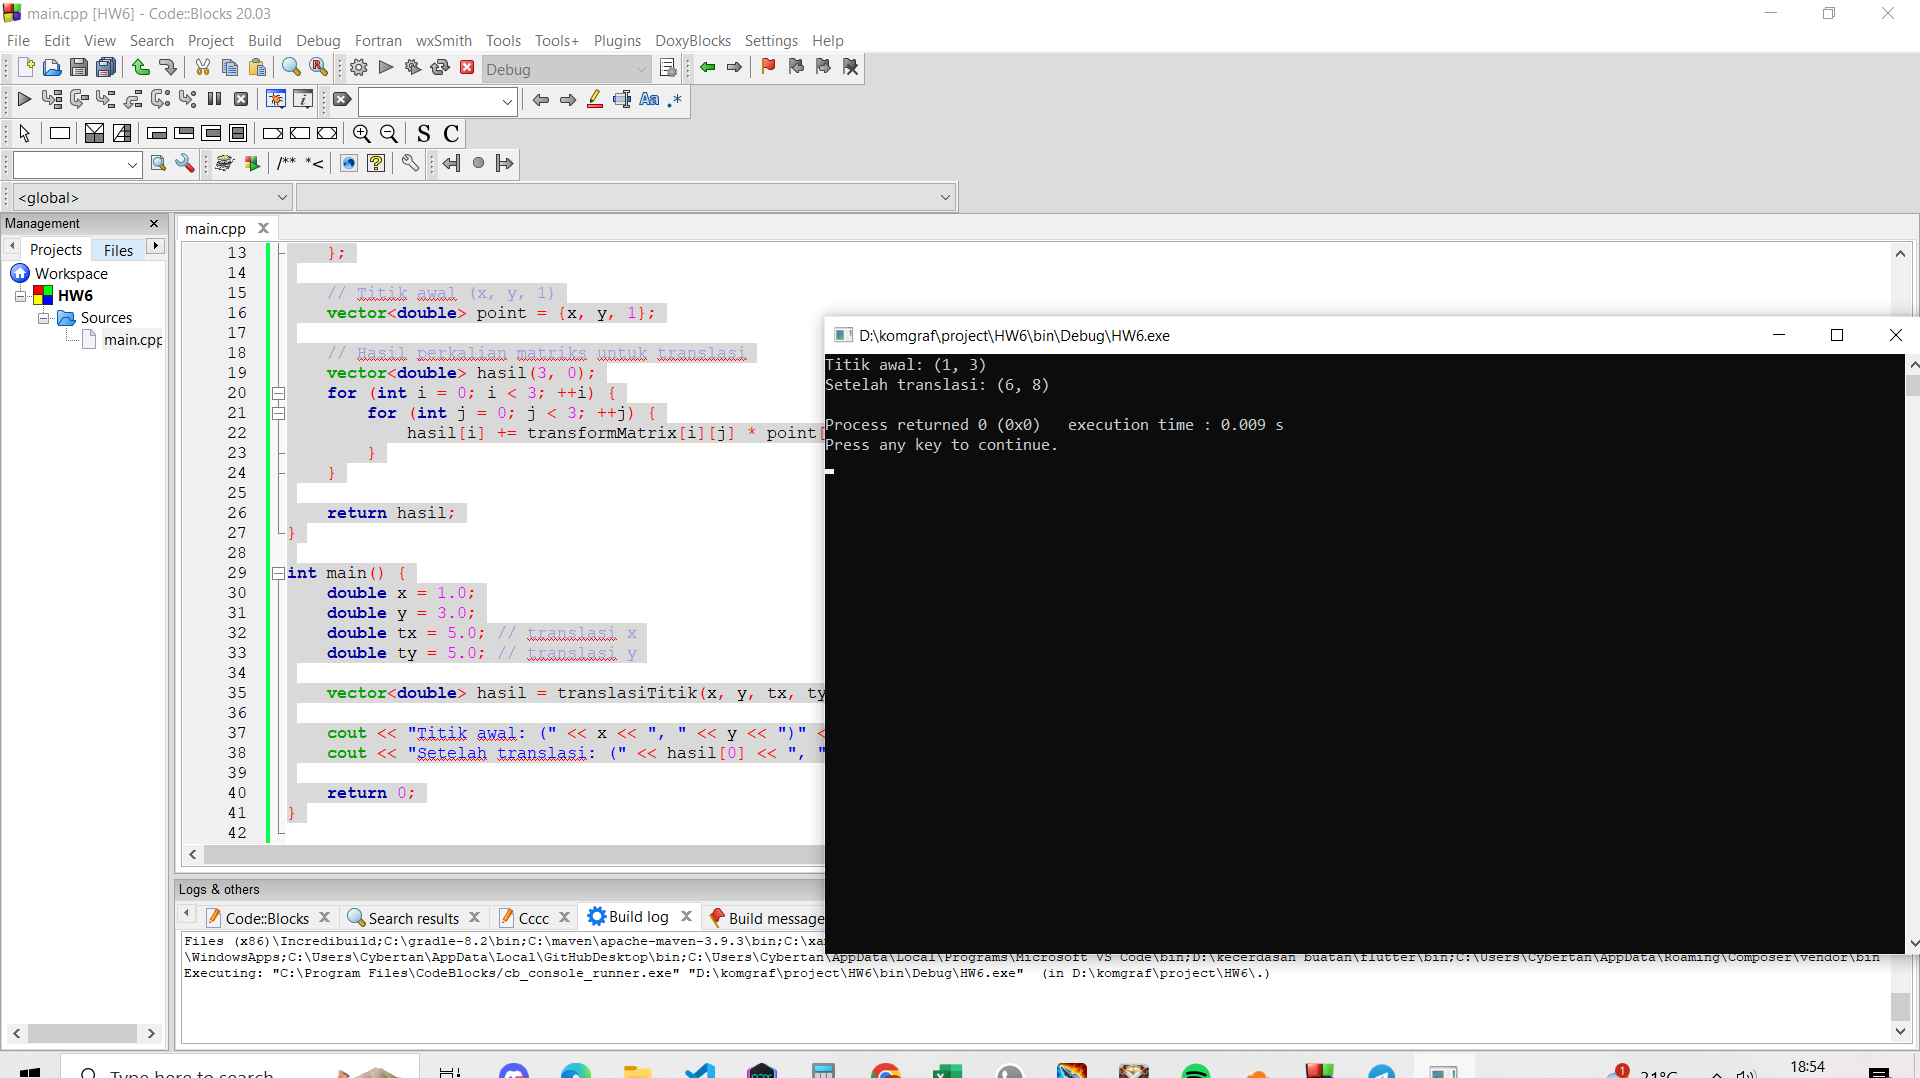 main.cpp [HW6] - Code::Blocks 20.03
File Edit View Search Project Build Debug Fortran wxSmith Tools Tools+ Plugins DoxyBlocks Settings Help
Debug
Aa .*
S C
/** *<
<global>
Management
Projects Files
Workspace
HW6
Sources
main.cpp
main.cpp
13 };
14
15 // Titik awal (x, y, 1)
16 vector<double> point = {x, y, 1};
17
18 // Hasil perkalian matriks untuk translasi
19 vector<double> hasil(3, 0);
20 for (int i = 0; i < 3; ++i) {
21 for (int j = 0; j < 3; ++j) {
22 hasil[i] += transformMatrix[i][j] * point[
23 }
24 }
25
26 return hasil;
27 }
28
29 int main() {
30 double x = 1.0;
31 double y = 3.0;
32 double tx = 5.0; // translasi x
33 double ty = 5.0; // translasi y
34
35 vector<double> hasil = translasiTitik(x, y, tx, ty
36
37 cout << "Titik awal: (" << x << ", " << y << ")" <
38 cout << "Setelah translasi: (" << hasil[0] << ", "
39
40 return 0;
41 }
42
D:\komgraf\project\HW6\bin\Debug\HW6.exe
Titik awal: (1, 3)
Setelah translasi: (6, 8)
Process returned 0 (0x0) execution time : 0.009 s
Press any key to continue.
Logs & others
Code::Blocks Search results Cccc Build log Build message
Files (x86)\Incredibuild;C:\gradle-8.2\bin;C:\maven\apache-maven-3.9.3\bin;C:\xa
\WindowsApps;C:\Users\Cybertan\AppData\Local\GitHubDesktop\bin;C:\Users\Cybertan\AppData\Local\Programs\Microsoft VS Code\bin;D:\kecerdasan buatan\flutter\bin;C:\Users\Cybertan\AppData\Roaming\Composer\vendor\bin
Executing: "C:\Program Files\CodeBlocks/cb_console_runner.exe" "D:\komgraf\project\HW6\bin\Debug\HW6.exe" (in D:\komgraf\project\HW6\.)
Type here to search
1
21°C
18:54